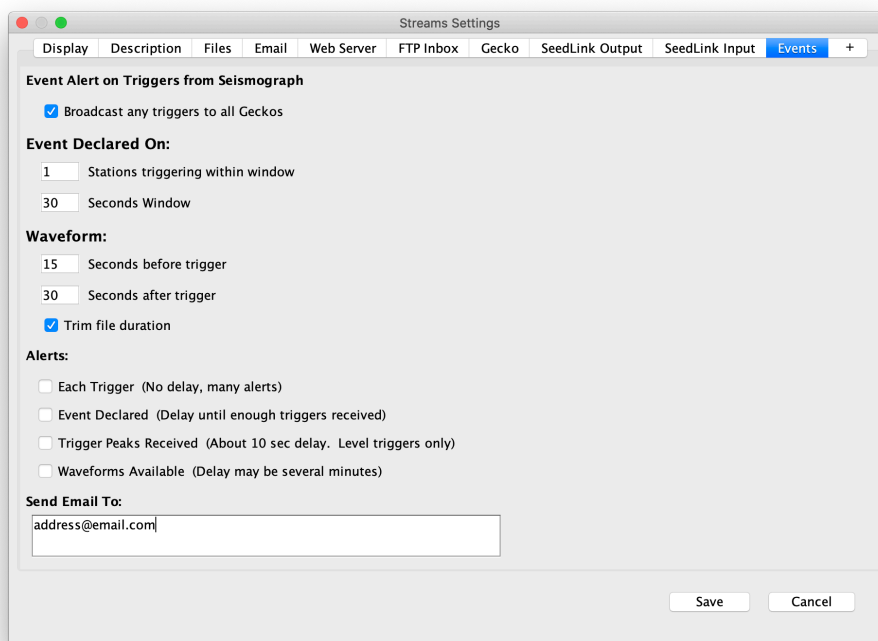 Streams Settings
Display Description Files Email Web Server FTP Inbox Gecko SeedLink Output SeedLink Input Events +
Event Alert on Triggers from Seismograph
Broadcast any triggers to all Geckos
Event Declared On:
1 Stations triggering within window
30 Seconds Window
Waveform:
15 Seconds before trigger
30 Seconds after trigger
Trim file duration
Alerts:
Each Trigger (No delay, many alerts)
Event Declared (Delay until enough triggers received)
Trigger Peaks Received (About 10 sec delay. Level triggers only)
Waveforms Available (Delay may be several minutes)
Send Email To:
address@email.com
Save Cancel